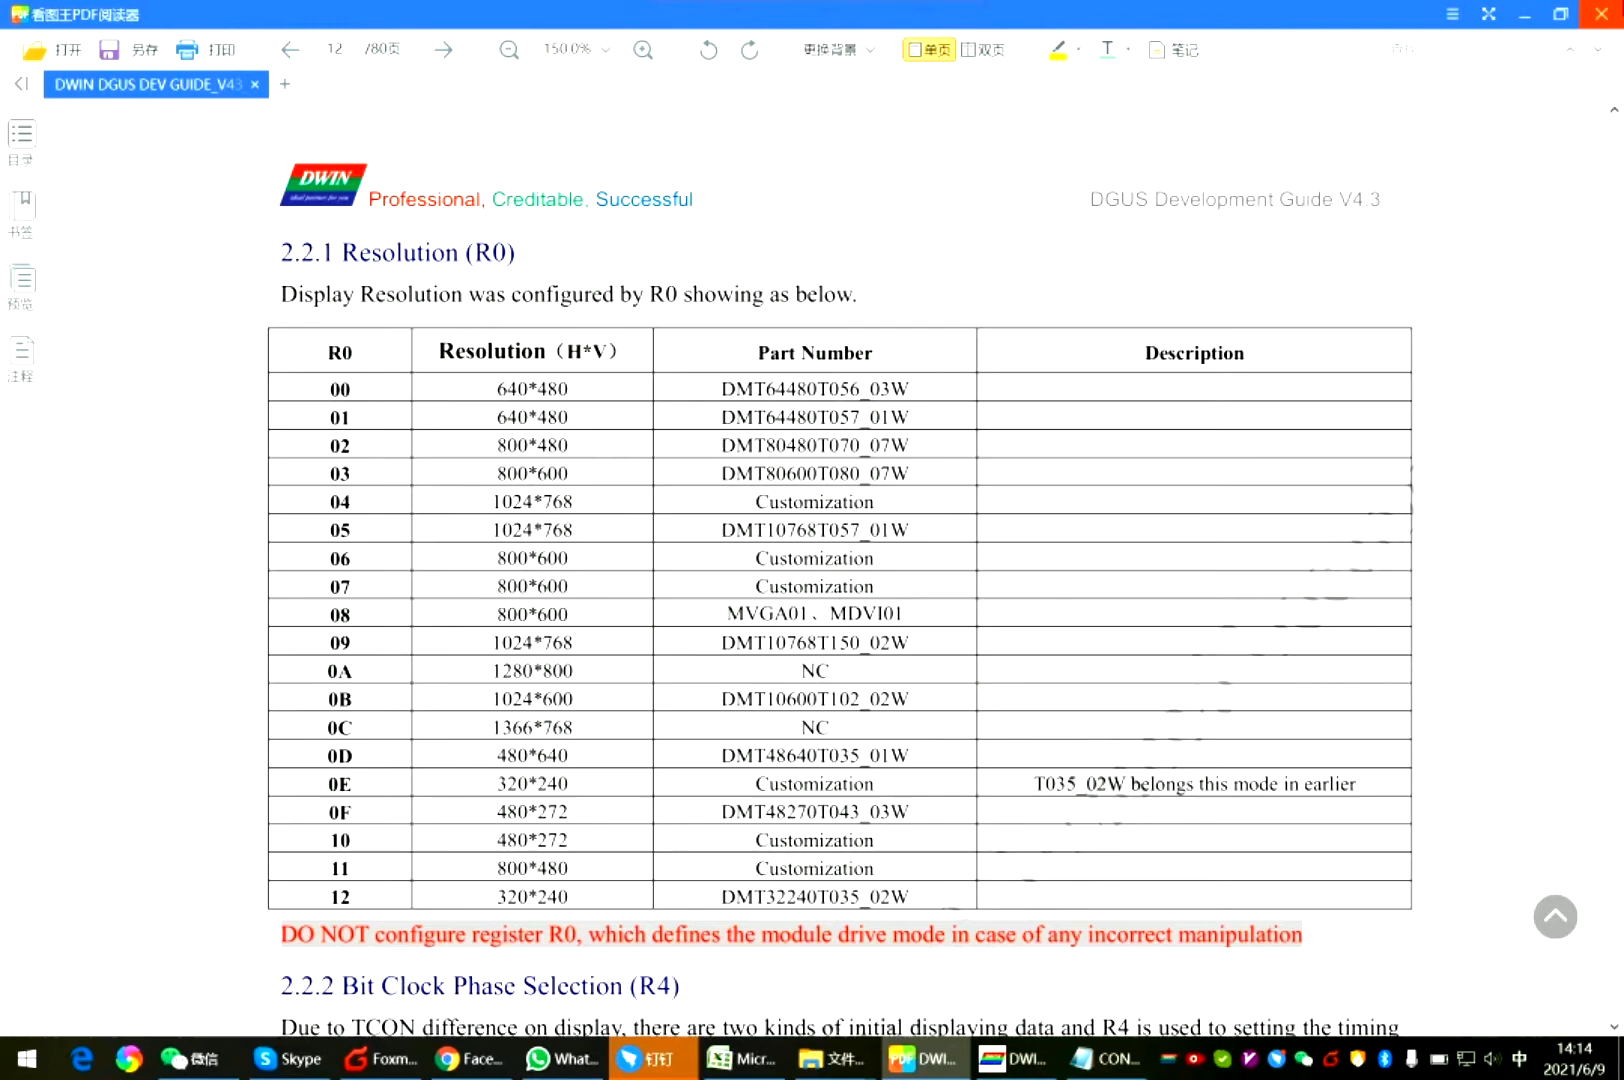 看图王PDF阅读器
打开 另存 打印 12 /80页 150.0% 更换背景 单页 双页 T 笔记
DWIN DGUS DEV GUIDE_V43 × +
目录
书签
预览
注释
DWIN
Professional, Creditable, Successful
DGUS Development Guide V4.3
2.2.1 Resolution (R0)
Display Resolution was configured by R0 showing as below.
R0 Resolution（H*V） Part Number Description
00 640*480 DMT64480T056_03W
01 640*480 DMT64480T057_01W
02 800*480 DMT80480T070_07W
03 800*600 DMT80600T080_07W
04 1024*768 Customization
05 1024*768 DMT10768T057_01W
06 800*600 Customization
07 800*600 Customization
08 800*600 MVGA01、MDVI01
09 1024*768 DMT10768T150_02W
0A 1280*800 NC
0B 1024*600 DMT10600T102_02W
0C 1366*768 NC
0D 480*640 DMT48640T035_01W
0E 320*240 Customization T035_02W belongs this mode in earlier
0F 480*272 DMT48270T043_03W
10 480*272 Customization
11 800*480 Customization
12 320*240 DMT32240T035_02W
DO NOT configure register R0, which defines the module drive mode in case of any incorrect manipulation
2.2.2 Bit Clock Phase Selection (R4)
Due to TCON difference on display, there are two kinds of initial displaying data and R4 is used to setting the timing
微信 Skype Foxm... Face... What... 钉钉 Micr... 文件... DWI... DWI... CON... 中 14:14
2021/6/9